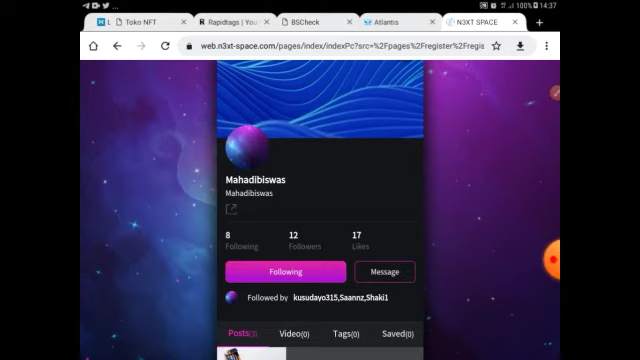 100% 14:37
Toko NFT
Rapidtags | You
BSCheck
Atlantis
N3XT SPACE
web.n3xt-space.com/pages/index/indexPc?src=%2Fpages%2Fregister%2Fregis
Mahadibiswas
Mahadibiswas
8 12 17
Following Followers Likes
Following Message
Followed by kusudayo315,Saannz,Shaki1
Posts(3) Video(0) Tags(0) Saved(0)